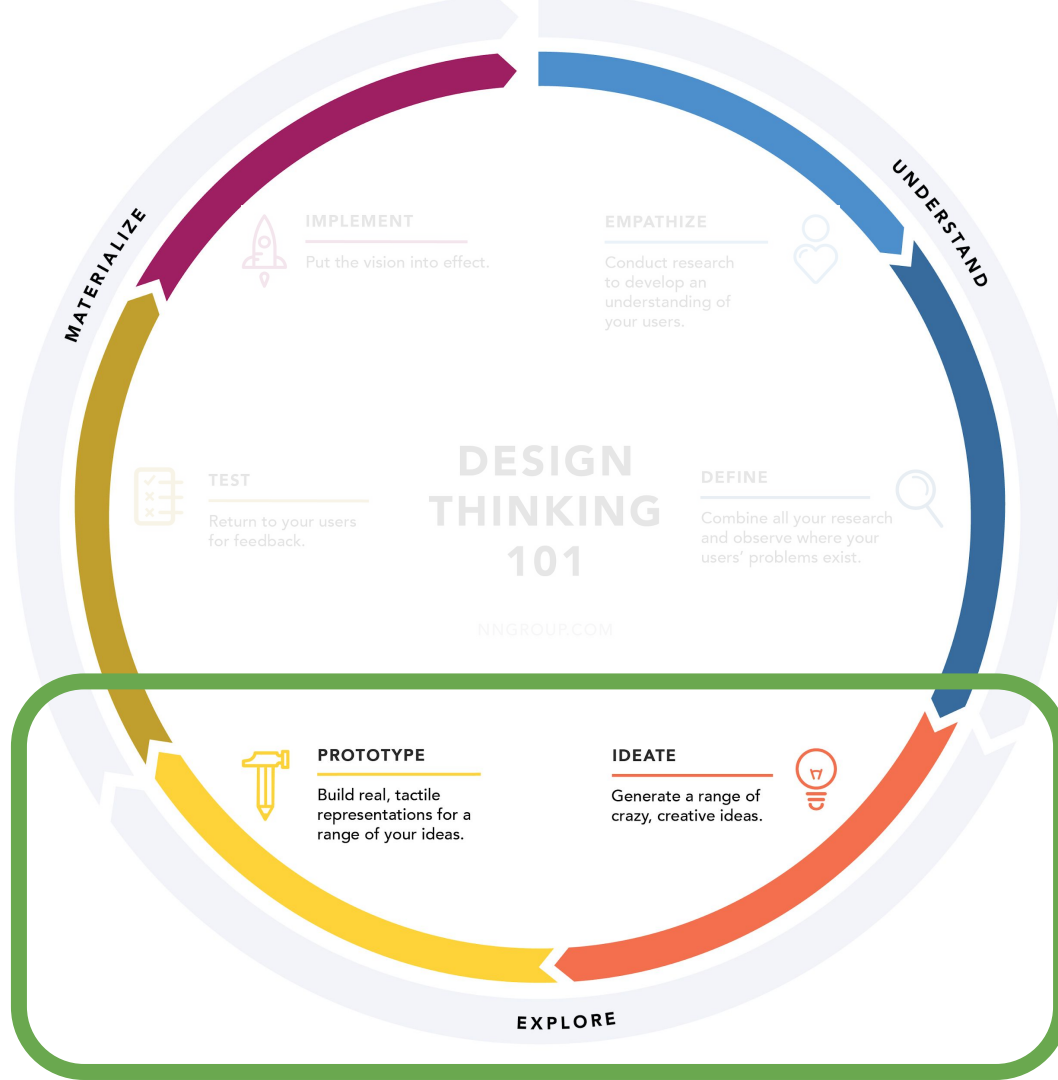 UNDERSTAND
MATERIALIZE
IMPLEMENT
Put the vision into effect.
EMPATHIZE
Conduct research
to develop an
understanding of
your users.
DESIGN
THINKING
101
NNGROUP.COM
TEST
Return to your users
for feedback.
DEFINE
Combine all your research
and observe where your
users' problems exist.
PROTOTYPE
Build real, tactile
representations for a
range of your ideas.
IDEATE
Generate a range of
crazy, creative ideas.
EXPLORE